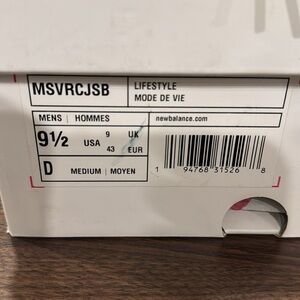 MSVRCJSB
LIFESTYLE
MODE DE VIE
MENS | HOMMES
newbalance.com
9½ USA
9 UK
43 EUR
D MEDIUM | MOYEN
1 94768 31526 8